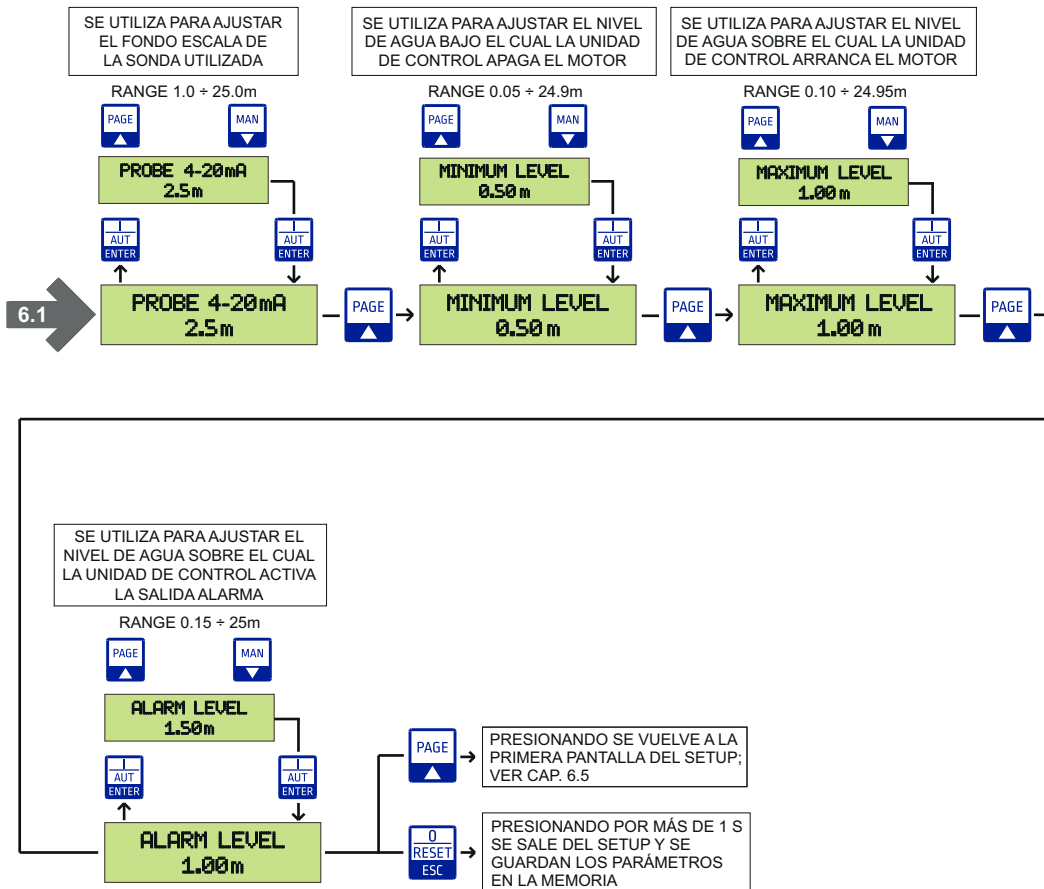 SE UTILIZA PARA AJUSTAR
EL FONDO ESCALA DE
LA SONDA UTILIZADA
RANGE 1.0 ÷ 25.0m
PAGE
MAN
PROBE 4-20mA
2.5m
I
AUT
ENTER
I
AUT
ENTER
6.1
PROBE 4-20mA
2.5m
PAGE
SE UTILIZA PARA AJUSTAR EL NIVEL
DE AGUA BAJO EL CUAL LA UNIDAD
DE CONTROL APAGA EL MOTOR
RANGE 0.05 ÷ 24.9m
PAGE
MAN
MINIMUM LEVEL
0.50 m
I
AUT
ENTER
I
AUT
ENTER
MINIMUM LEVEL
0.50 m
PAGE
SE UTILIZA PARA AJUSTAR EL NIVEL
DE AGUA SOBRE EL CUAL LA UNIDAD
DE CONTROL ARRANCA EL MOTOR
RANGE 0.10 ÷ 24.95m
PAGE
MAN
MAXIMUM LEVEL
1.00 m
I
AUT
ENTER
I
AUT
ENTER
MAXIMUM LEVEL
1.00 m
PAGE
SE UTILIZA PARA AJUSTAR EL
NIVEL DE AGUA SOBRE EL CUAL
LA UNIDAD DE CONTROL ACTIVA
LA SALIDA ALARMA
RANGE 0.15 ÷ 25m
PAGE
MAN
ALARM LEVEL
1.50m
I
AUT
ENTER
I
AUT
ENTER
ALARM LEVEL
1.00m
PAGE
PRESIONANDO SE VUELVE A LA
PRIMERA PANTALLA DEL SETUP;
VER CAP. 6.5
0
RESET
ESC
PRESIONANDO POR MÁS DE 1 S
SE SALE DEL SETUP Y SE
GUARDAN LOS PARÁMETROS
EN LA MEMORIA